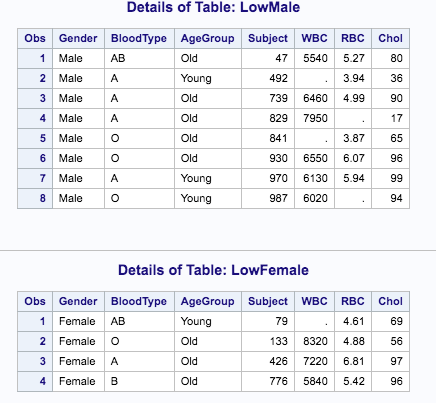 Details of Table: LowMale
Obs Gender BloodType AgeGroup Subject WBC RBC Chol
1 Male AB Old 47 5540 5.27 80
2 Male A Young 492 . 3.94 36
3 Male A Old 739 6460 4.99 90
4 Male A Old 829 7950 . 17
5 Male O Old 841 . 3.87 65
6 Male O Old 930 6550 6.07 96
7 Male A Young 970 6130 5.94 99
8 Male O Young 987 6020 . 94
Details of Table: LowFemale
Obs Gender BloodType AgeGroup Subject WBC RBC Chol
1 Female AB Young 79 . 4.61 69
2 Female O Old 133 8320 4.88 56
3 Female A Old 426 7220 6.81 97
4 Female B Old 776 5840 5.42 96